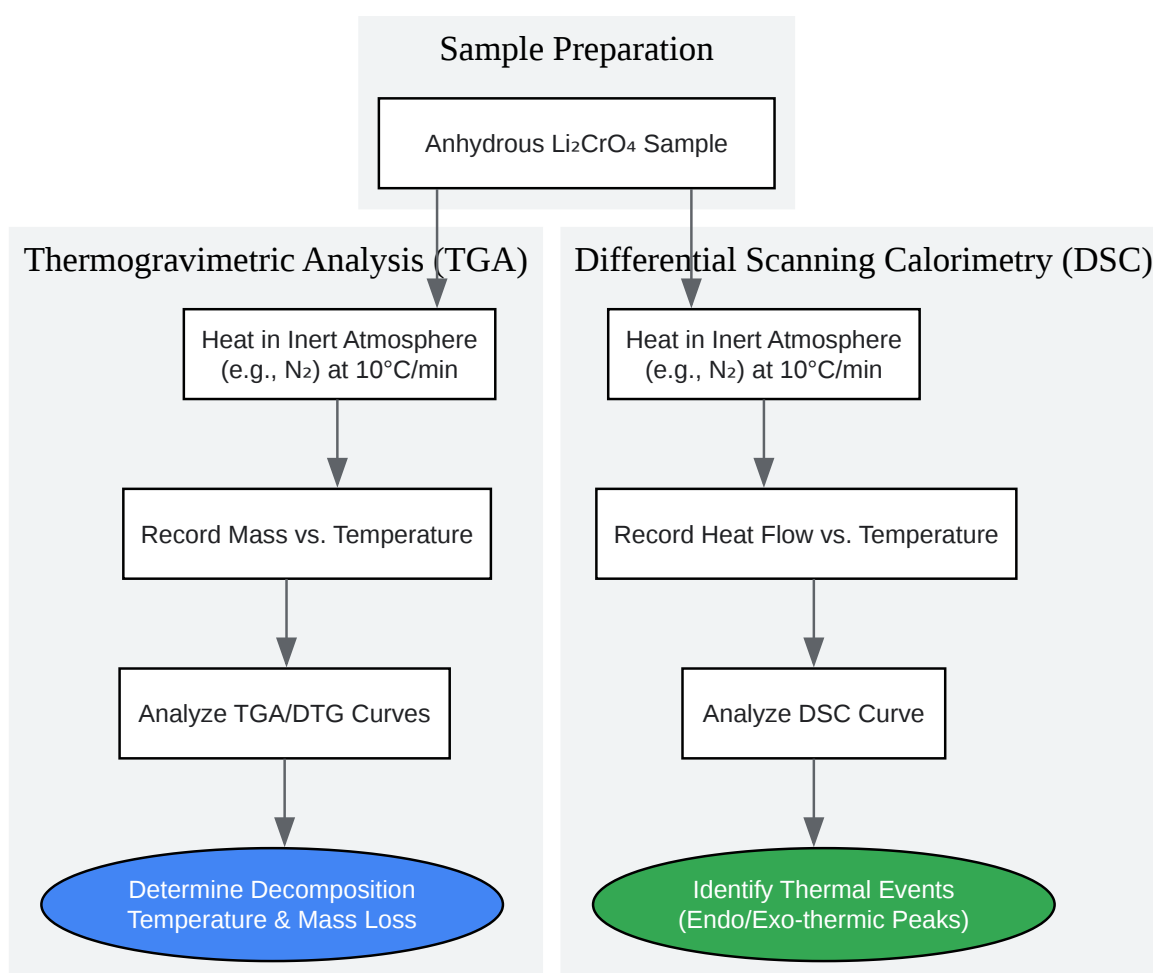 Sample Preparation
Anhydrous Li₂CrO₄ Sample
Thermogravimetric Analysis (TGA)
Heat in Inert Atmosphere
(e.g., N₂) at 10°C/min
Record Mass vs. Temperature
Analyze TGA/DTG Curves
Determine Decomposition
Temperature & Mass Loss
Differential Scanning Calorimetry (DSC)
Heat in Inert Atmosphere
(e.g., N₂) at 10°C/min
Record Heat Flow vs. Temperature
Analyze DSC Curve
Identify Thermal Events
(Endo/Exo-thermic Peaks)